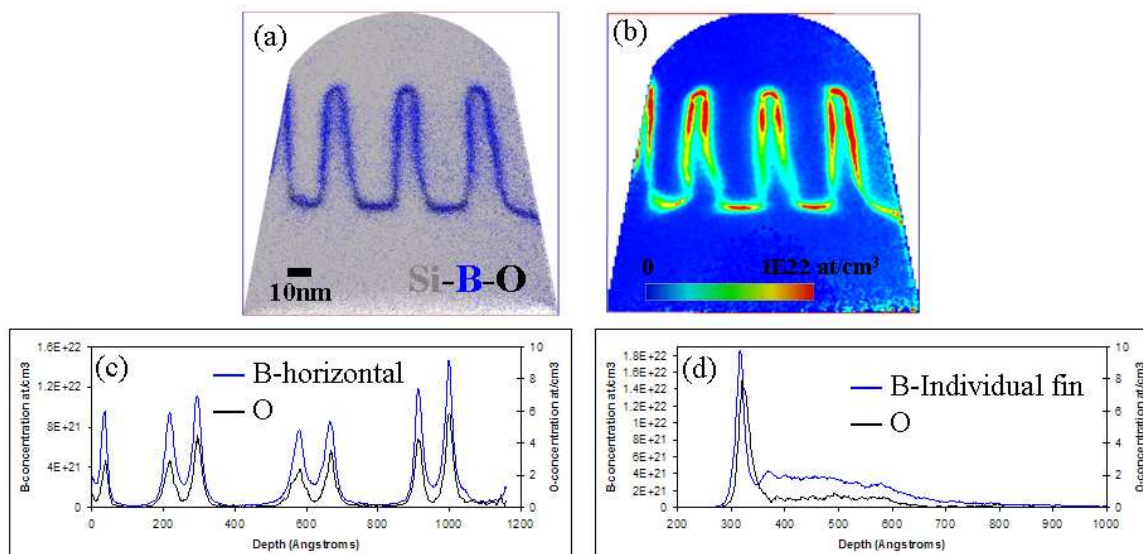 (a)
10nm
Si-B-O
(b)
0 1E22 at/cm³
(c)
B-horizontal
O
B-concentration at/cm3
1.6E+22
1.2E+22
8E+21
4E+21
0
10
8
6
4
2
0
O-concentration at/cm3
0 200 400 600 800 1000 1200
Depth (Angstroms)
(d)
B-Individual fin
O
B-concentration at/cm3
1.8E+22
1.6E+22
1.4E+22
1.2E+22
1E+22
8E+21
6E+21
4E+21
2E+21
0
10
8
6
4
2
0
O-concentration at/cm3
200 300 400 500 600 700 800 900 1000
Depth (Angstroms)